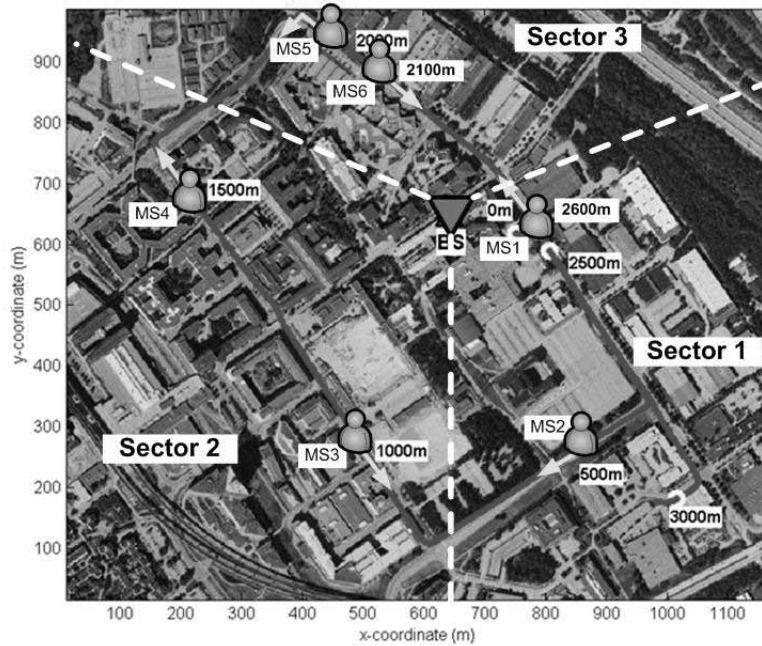 Sector 3
900
MS5
2000m
MS6
2100m
800
700
1500m
MS4
0m
2600m
600
BS
MS1
2500m
500
y-coordinate (m)
400
Sector 1
300
MS2
Sector 2
MS3
1000m
500m
200
3000m
100
100 200 300 400 500 600 700 800 900 1000 1100
x-coordinate (m)